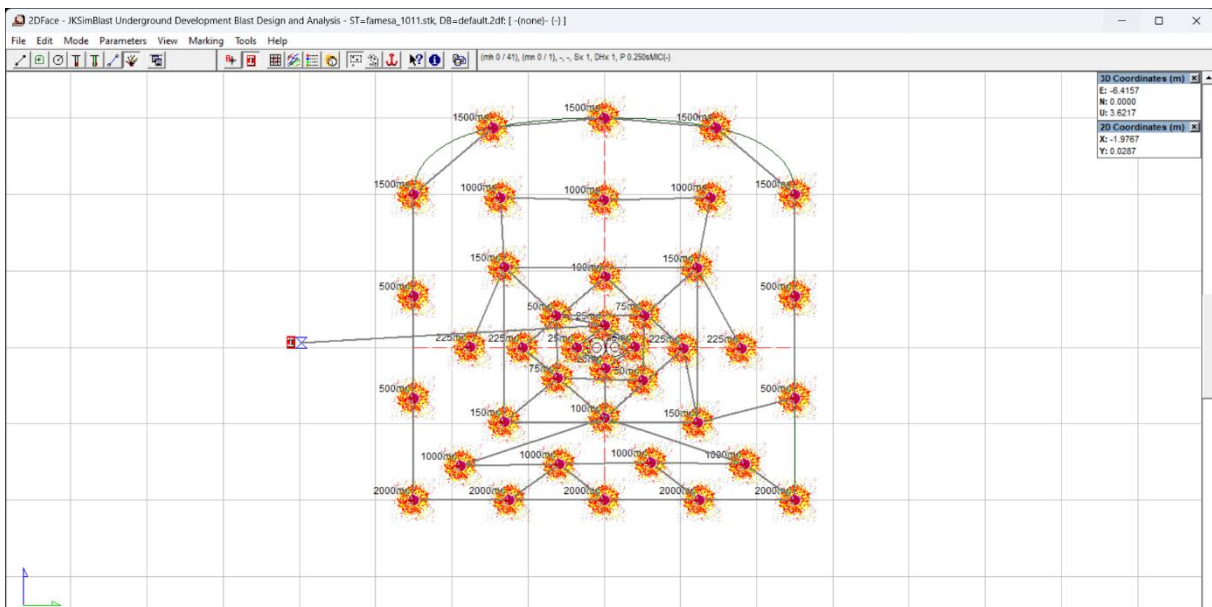 2DFace - JKSimBlast Underground Development Blast Design and Analysis - ST=famesa_1011.stk, DB=default.2df: [ -(none)- (-) ]
File Edit Mode Parameters View Marking Tools Help
(mh 0 / 41), (mn 0 / 1), -, -, Sx 1, DHx 1, P 0.250sMIC(-)
3D Coordinates (m)
E: -6.4157
N: 0.0000
U: 3.6217
2D Coordinates (m)
X: -1.9767
Y: 0.0287
1500ms 1500ms 1500ms
1500ms 1000ms 1000ms 1000ms 1500ms
150ms 100ms 150ms
500ms 500ms
50ms 75ms
25ms
225ms 225ms 25ms 225ms 225ms
75ms 50ms
500ms 500ms
150ms 100ms 150ms
1000ms 1000ms 1000ms 1000ms
2000ms 2000ms 2000ms 2000ms 2000ms